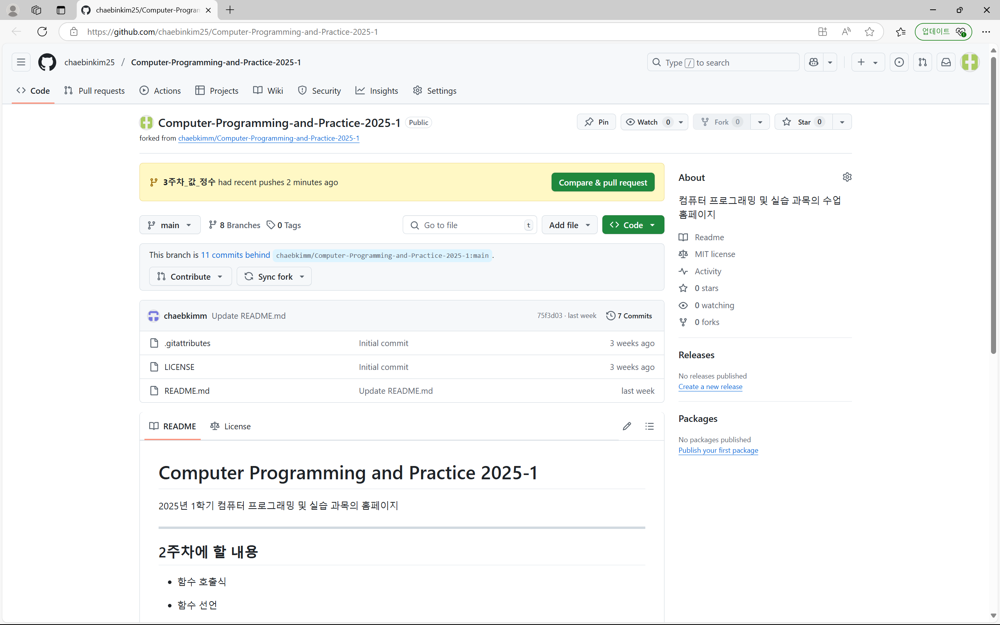 chaebinkim25/Computer-Program
https://github.com/chaebinkim25/Computer-Programming-and-Practice-2025-1
업데이트
chaebinkim25 / Computer-Programming-and-Practice-2025-1
Type / to search
Code Pull requests Actions Projects Wiki Security Insights Settings
Computer-Programming-and-Practice-2025-1 Public
Pin Watch 0 Fork 0 Star 0
forked from chaebkimm/Computer-Programming-and-Practice-2025-1
3주차_값_정수 had recent pushes 2 minutes ago
Compare & pull request
main 8 Branches 0 Tags
Go to file t
Add file
Code
This branch is 11 commits behind chaebkimm/Computer-Programming-and-Practice-2025-1:main .
Contribute Sync fork
chaebkimm Update README.md 75f3d03 · last week 7 Commits
.gitattributes Initial commit 3 weeks ago
LICENSE Initial commit 3 weeks ago
README.md Update README.md last week
README License
Computer Programming and Practice 2025-1
2025년 1학기 컴퓨터 프로그래밍 및 실습 과목의 홈페이지
2주차에 할 내용
함수 호출식
함수 선언
About
컴퓨터 프로그래밍 및 실습 과목의 수업
홈페이지
Readme
MIT license
Activity
0 stars
0 watching
0 forks
Releases
No releases published
Create a new release
Packages
No packages published
Publish your first package